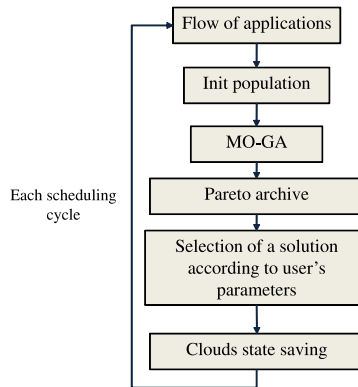 Flow of applications
Init population
MO-GA
Each scheduling
cycle
Pareto archive
Selection of a solution
according to user's
parameters
Clouds state saving